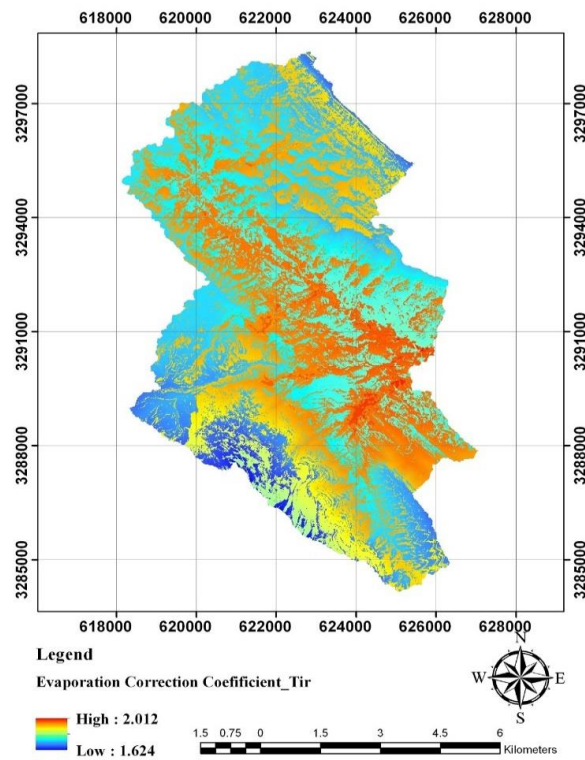 618000 620000 622000 624000 626000 628000
3297000 3297000
3294000 3294000
3291000 3291000
3288000 3288000
3285000 3285000
618000 620000 622000 624000 626000 628000
N
W E
S
Legend
Evaporation Correction Coefificient_Tir
High : 2.012
Low : 1.624
1.5 0.75 0 1.5 3 4.5 6
Kilometers